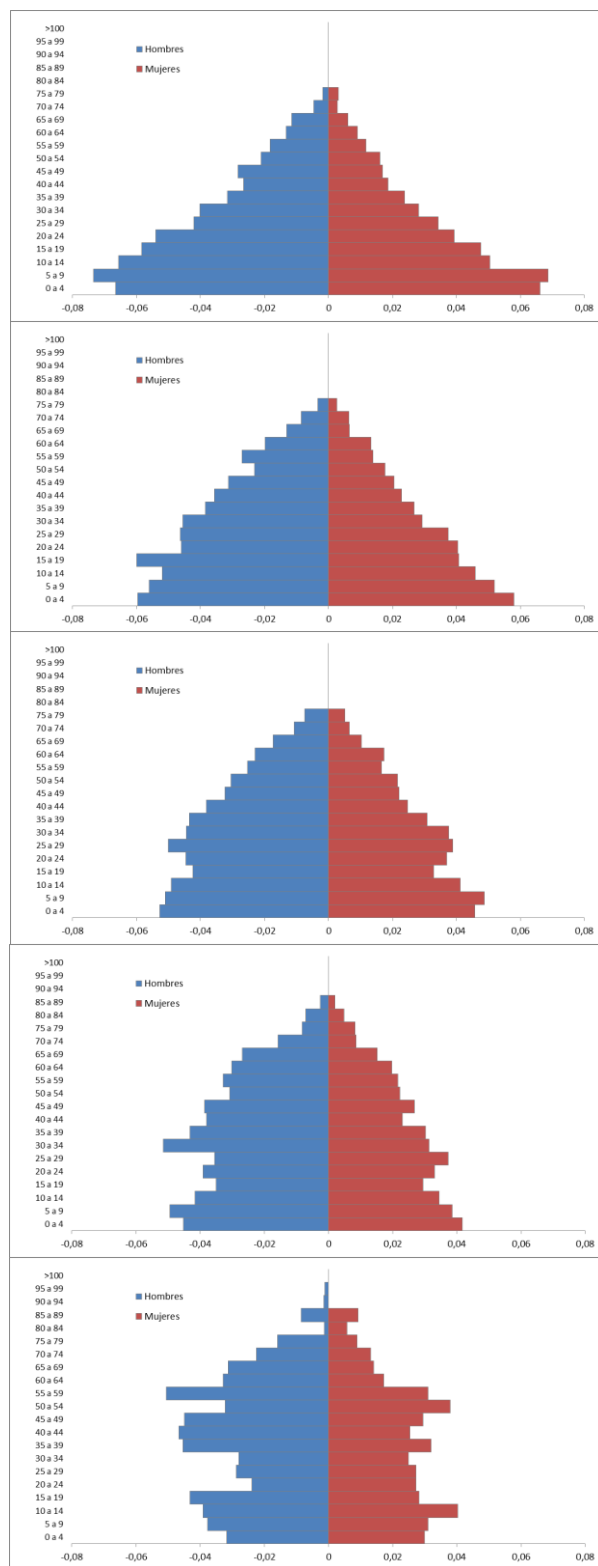 >100
95 a 99
90 a 94
85 a 89
80 a 84
75 a 79
70 a 74
65 a 69
60 a 64
55 a 59
50 a 54
45 a 49
40 a 44
35 a 39
30 a 34
25 a 29
20 a 24
15 a 19
10 a 14
5 a 9
0 a 4
Hombres
Mujeres
-0,08 -0,06 -0,04 -0,02 0 0,02 0,04 0,06 0,08
>100
95 a 99
90 a 94
85 a 89
80 a 84
75 a 79
70 a 74
65 a 69
60 a 64
55 a 59
50 a 54
45 a 49
40 a 44
35 a 39
30 a 34
25 a 29
20 a 24
15 a 19
10 a 14
5 a 9
0 a 4
Hombres
Mujeres
-0,08 -0,06 -0,04 -0,02 0 0,02 0,04 0,06 0,08
>100
95 a 99
90 a 94
85 a 89
80 a 84
75 a 79
70 a 74
65 a 69
60 a 64
55 a 59
50 a 54
45 a 49
40 a 44
35 a 39
30 a 34
25 a 29
20 a 24
15 a 19
10 a 14
5 a 9
0 a 4
Hombres
Mujeres
-0,08 -0,06 -0,04 -0,02 0 0,02 0,04 0,06 0,08
>100
95 a 99
90 a 94
85 a 89
80 a 84
75 a 79
70 a 74
65 a 69
60 a 64
55 a 59
50 a 54
45 a 49
40 a 44
35 a 39
30 a 34
25 a 29
20 a 24
15 a 19
10 a 14
5 a 9
0 a 4
Hombres
Mujeres
-0,08 -0,06 -0,04 -0,02 0 0,02 0,04 0,06 0,08
>100
95 a 99
90 a 94
85 a 89
80 a 84
75 a 79
70 a 74
65 a 69
60 a 64
55 a 59
50 a 54
45 a 49
40 a 44
35 a 39
30 a 34
25 a 29
20 a 24
15 a 19
10 a 14
5 a 9
0 a 4
Hombres
Mujeres
-0,08 -0,06 -0,04 -0,02 0 0,02 0,04 0,06 0,08